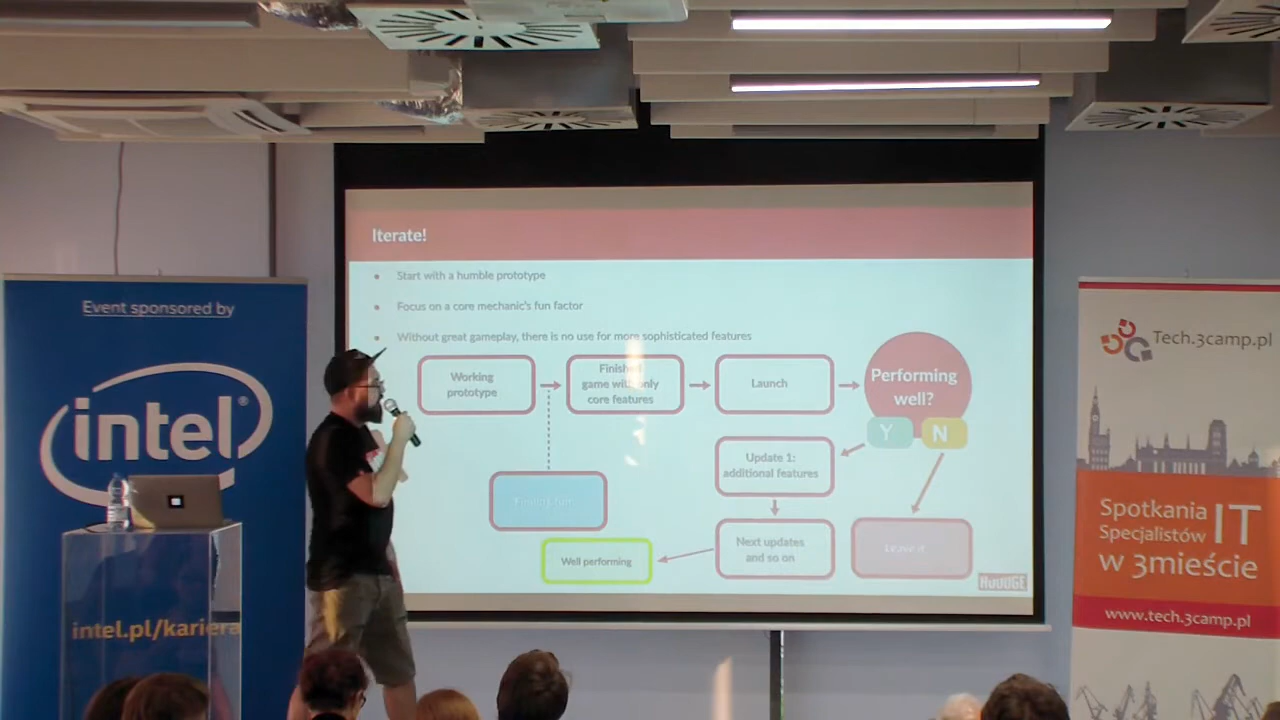 Event sponsored by
intel®
intel.pl/kariera
Iterate!
Start with a humble prototype
Focus on a core mechanic's fun factor
Without great gameplay, there is no use for more sophisticated features
Working
prototype
Finished
game with only
core features
Launch
Performing
well?
Y
N
Update 1:
additional features
Next updates
and so on
Well performing
Leave it
HUUUGE
Tech.3camp.pl
Spotkania IT
Specjalistów
w 3mieście
www.tech.3camp.pl